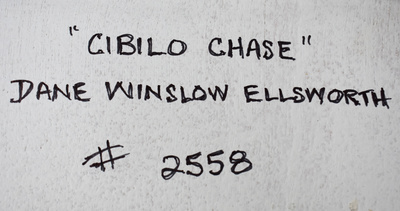 "CIBILO CHASE"
DANE WINSLOW ELLSWORTH
# 2558